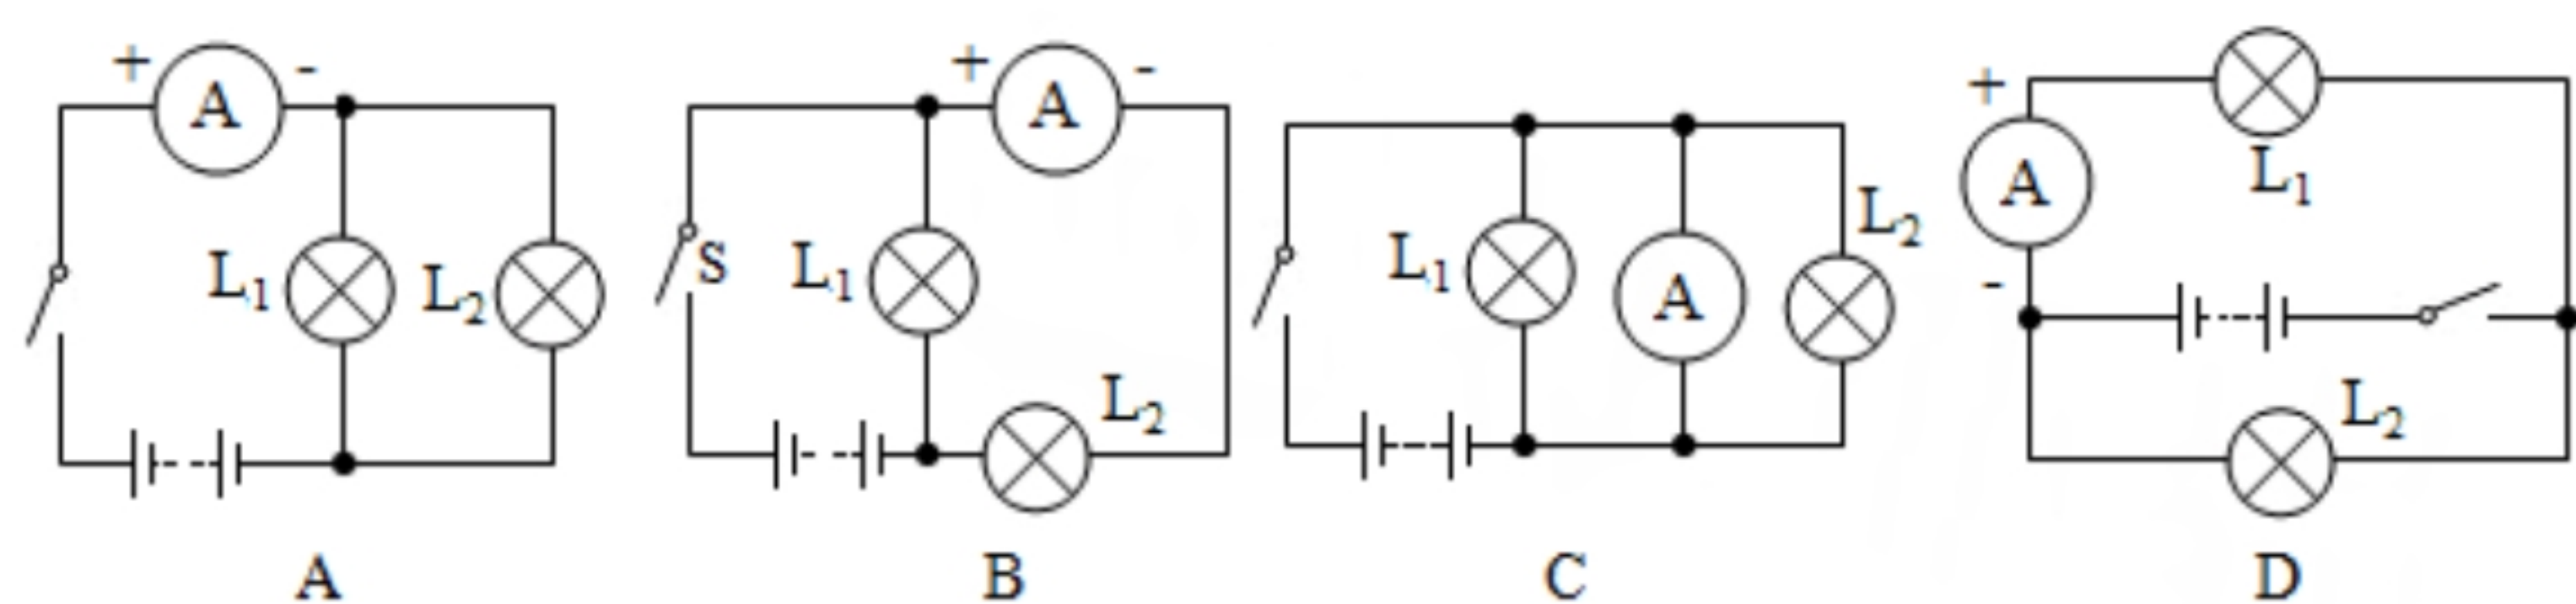 + A -
L₁ L₂
A
+ A -
S L₁
L₂
B
L₂
L₁ A
C
+
A
L₁
-
L₂
D